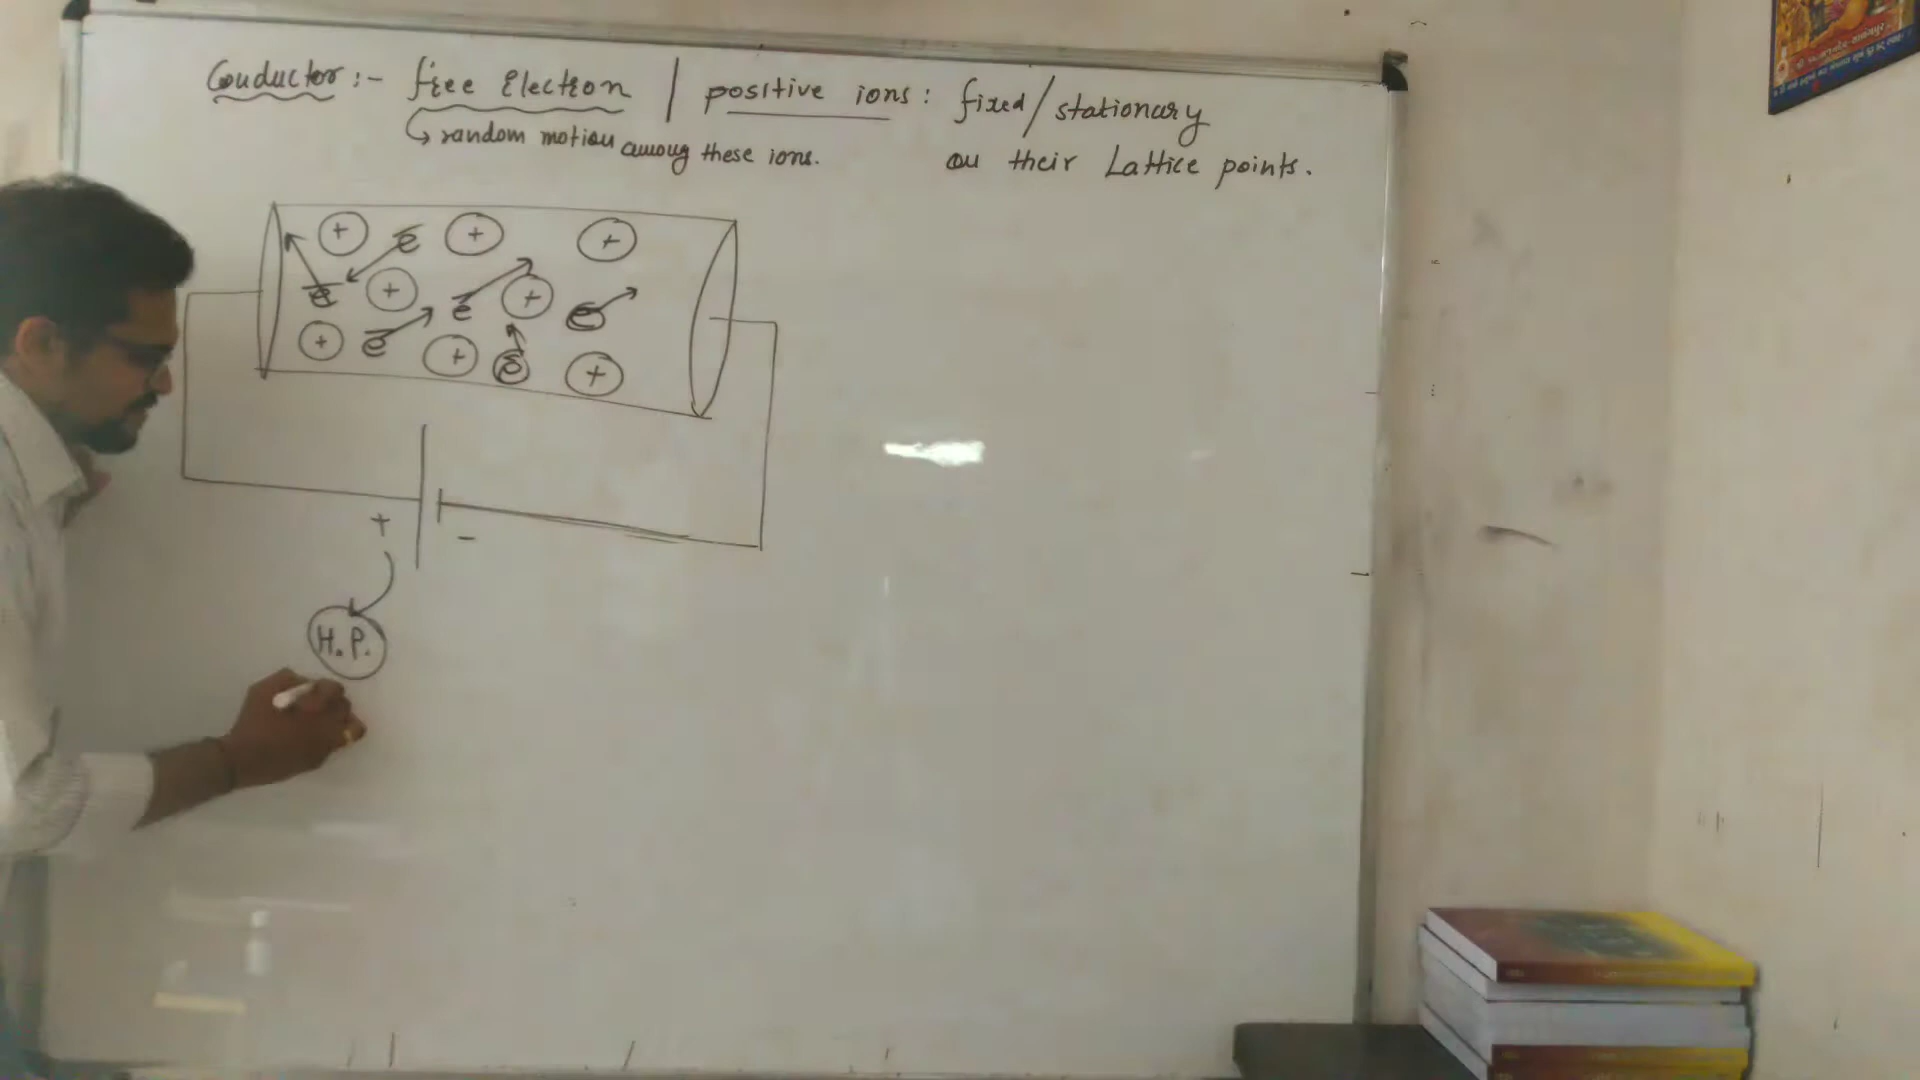 Conductor :- free Electron | positive ions : fixed / stationary
↳ random motion among these ions.
on their Lattice points.
+ e + +
e + e + e
+ e + e +
+ -
H.P.